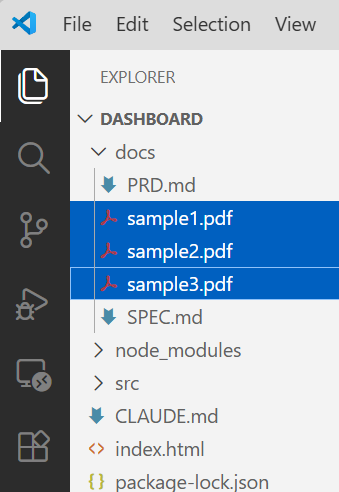 File Edit Selection View
EXPLORER
DASHBOARD
docs
PRD.md
sample1.pdf
sample2.pdf
sample3.pdf
SPEC.md
node_modules
src
CLAUDE.md
index.html
package-lock.json